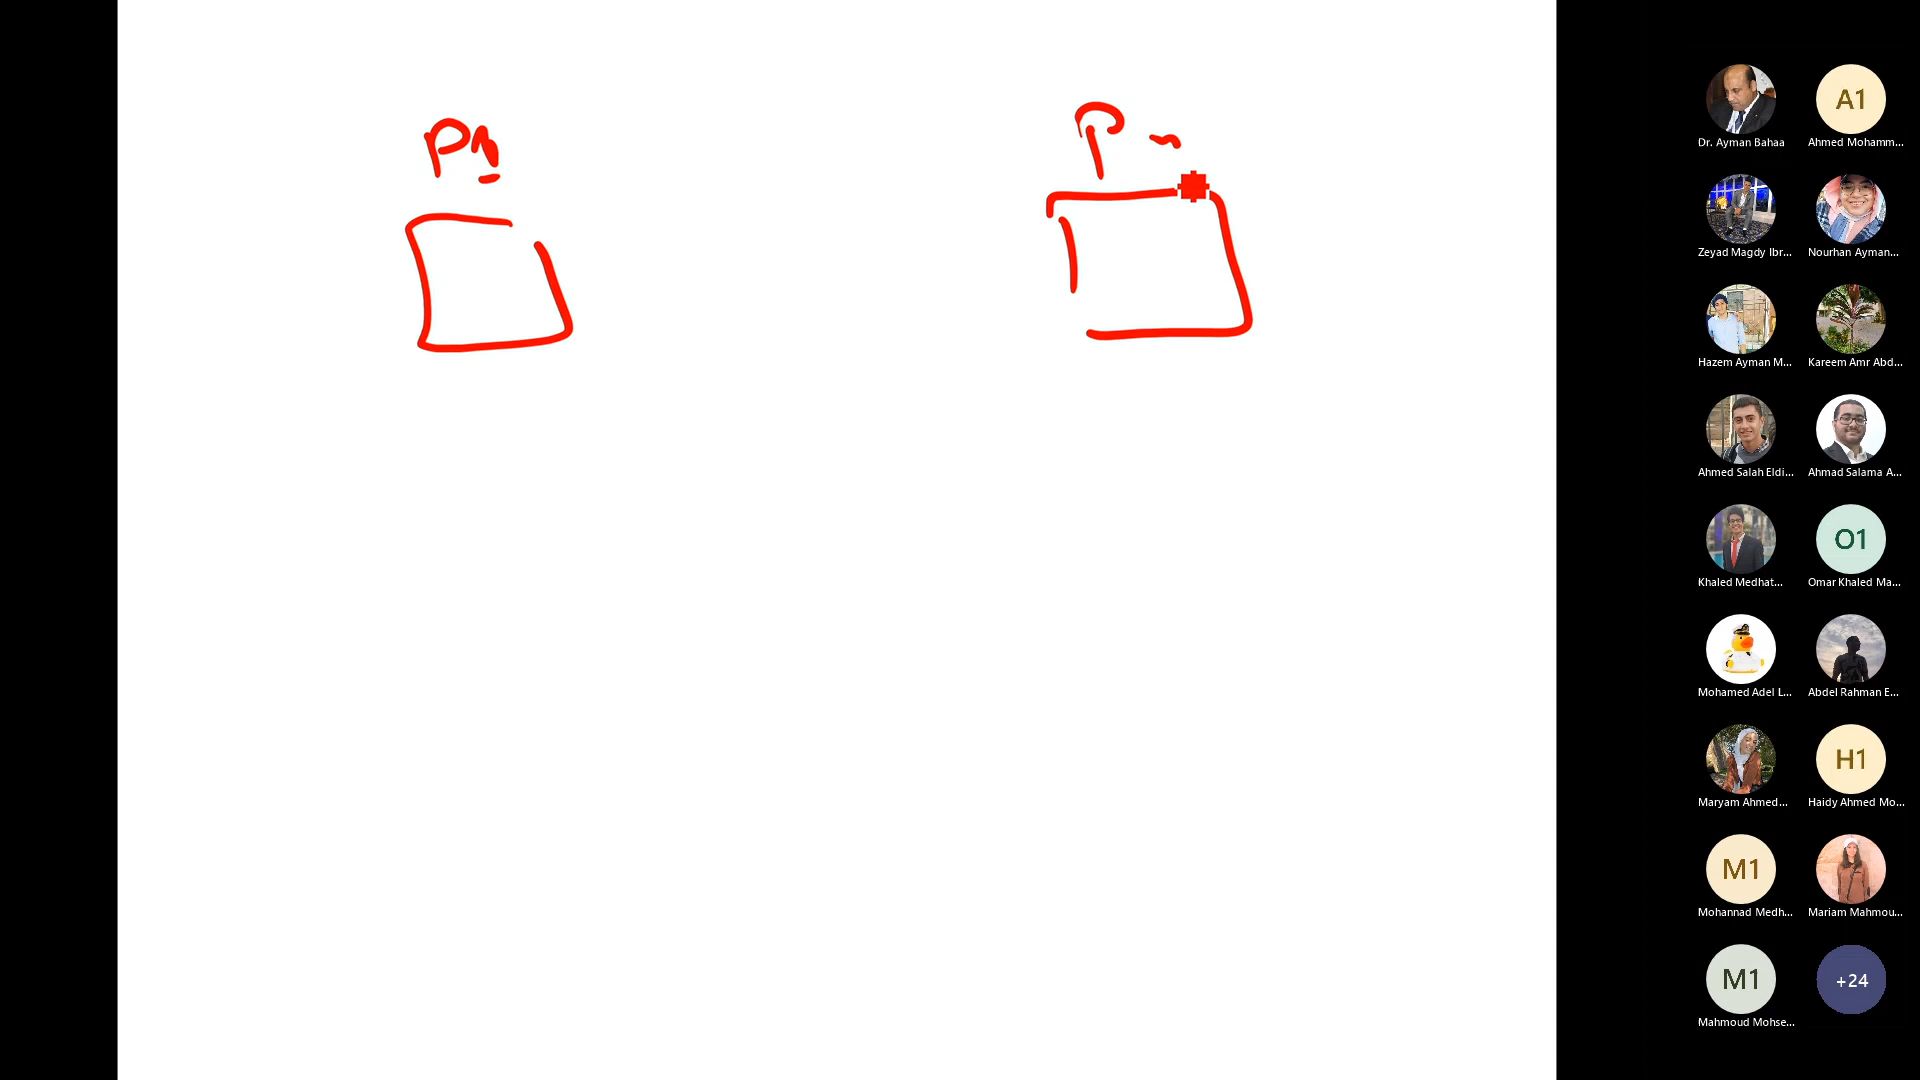 P
Dr. Ayman Bahaa
A1
Ahmed Mohamm...
Zeyad Magdy Ibr...
Nourhan Ayman...
Hazem Ayman M...
Kareem Amr Abd...
Ahmed Salah Eldi...
Ahmad Salama A...
Khaled Medhat...
O1
Omar Khaled Ma...
Mohamed Adel L...
Abdel Rahman E...
Maryam Ahmed...
H1
Haidy Ahmed Mo...
M1
Mohannad Medh...
Mariam Mahmou...
M1
Mahmoud Mohse...
+24